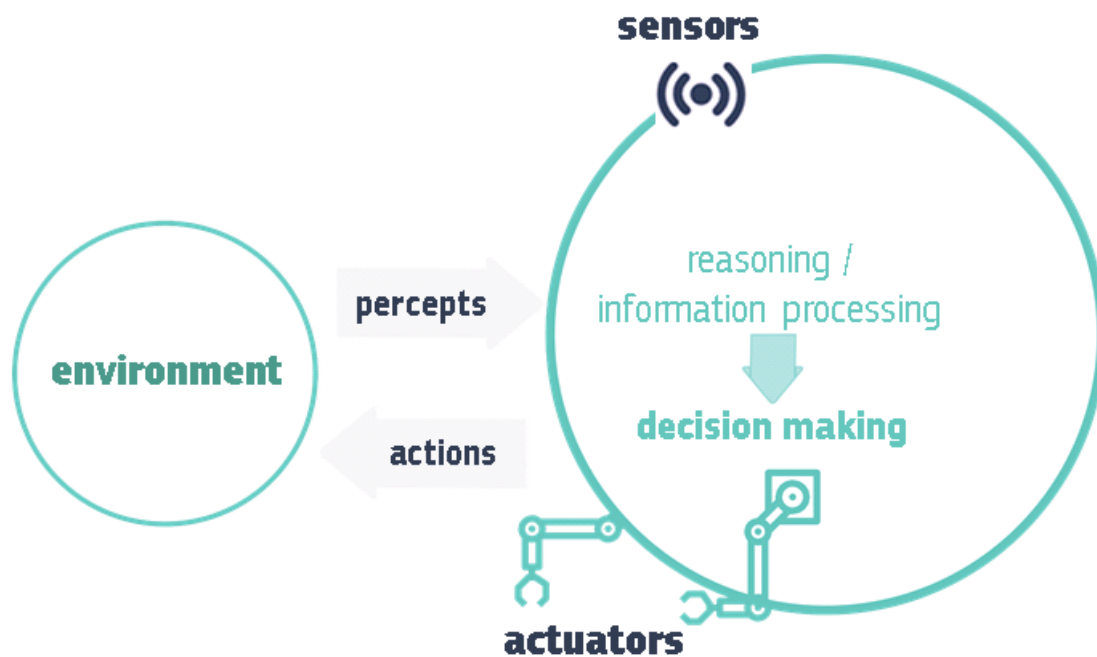 sensors
reasoning /
information processing
percepts
environment
decision making
actions
actuators